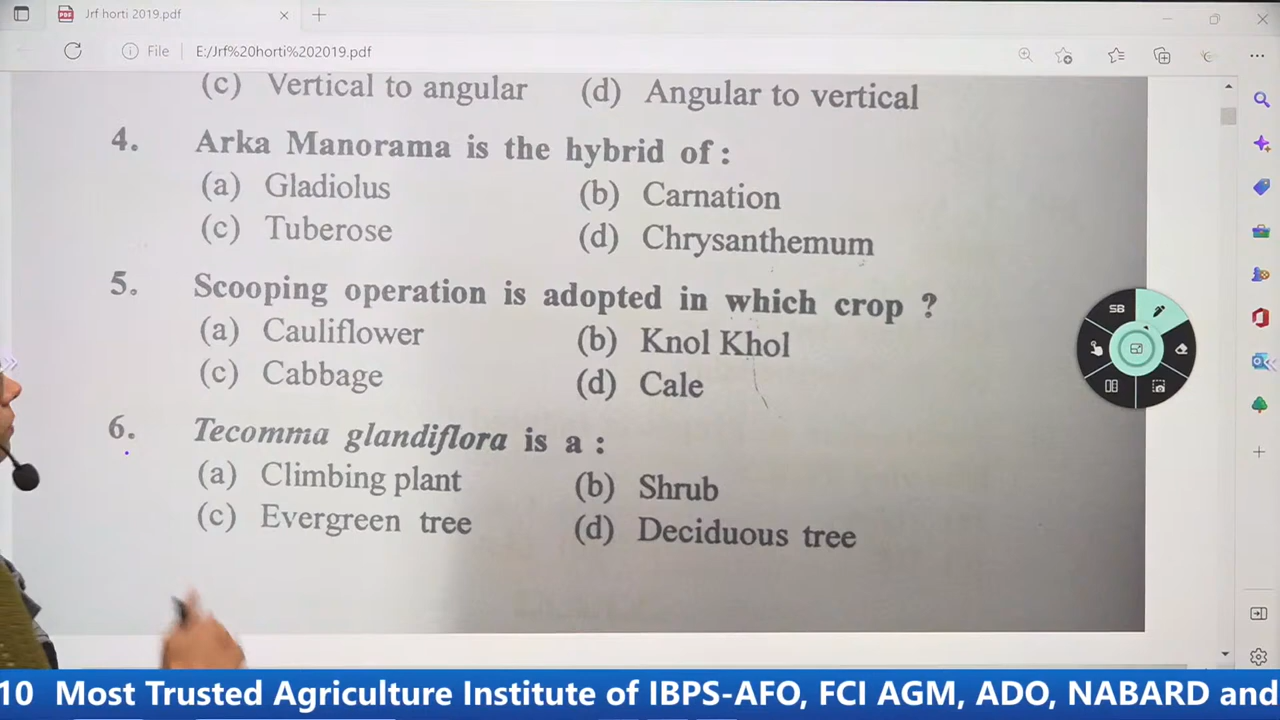 Jrf horti 2019.pdf
File E:/Jrf%20horti%202019.pdf
(c) Vertical to angular (d) Angular to vertical
4. Arka Manorama is the hybrid of :
(a) Gladiolus (b) Carnation
(c) Tuberose (d) Chrysanthemum
5. Scooping operation is adopted in which crop ?
(a) Cauliflower (b) Knol Khol
(c) Cabbage (d) Cale
6. Tecomma glandiflora is a :
(a) Climbing plant (b) Shrub
(c) Evergreen tree (d) Deciduous tree
SB
10 Most Trusted Agriculture Institute of IBPS-AFO, FCI AGM, ADO, NABARD and